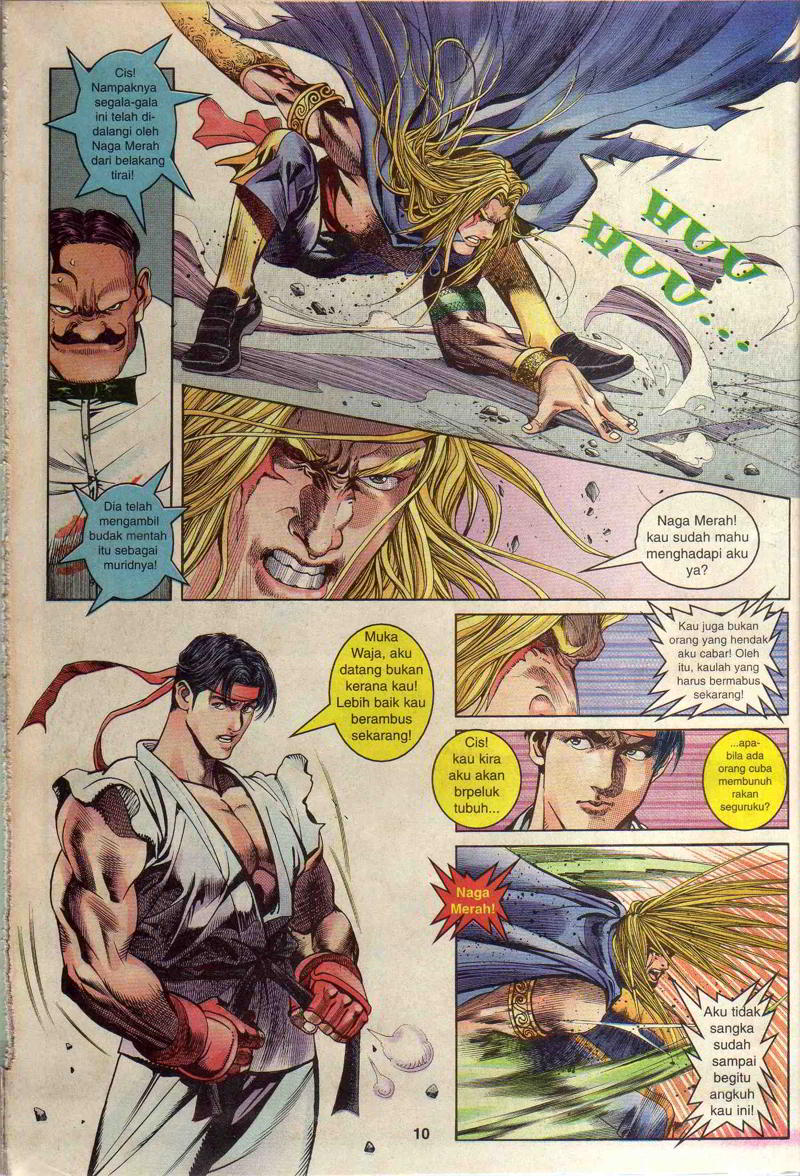 Cis!
Nampaknya
segala-gala
ini telah di-
dalangi oleh
Naga Merah
dari belakang
tirai!
HUU
HUU...
Dia telah
mengambil
budak mentah
itu sebagai
muridnya!
Naga Merah!
kau sudah mahu
menghadapi aku
ya?
Muka
Waja, aku
datang bukan
kerana kau!
Lebih baik kau
berambus
sekarang!
Kau juga bukan
orang yang hendak
aku cabar! Oleh
itu, kaulah yang
harus bermabus
sekarang!
Cis!
kau kira
aku akan
brpeluk
tubuh...
...apa-
bila ada
orang cuba
membunuh
rakan
seguruku?
Naga
Merah!
Aku tidak
sangka
sudah
sampai
begitu
angkuh
kau ini!
10